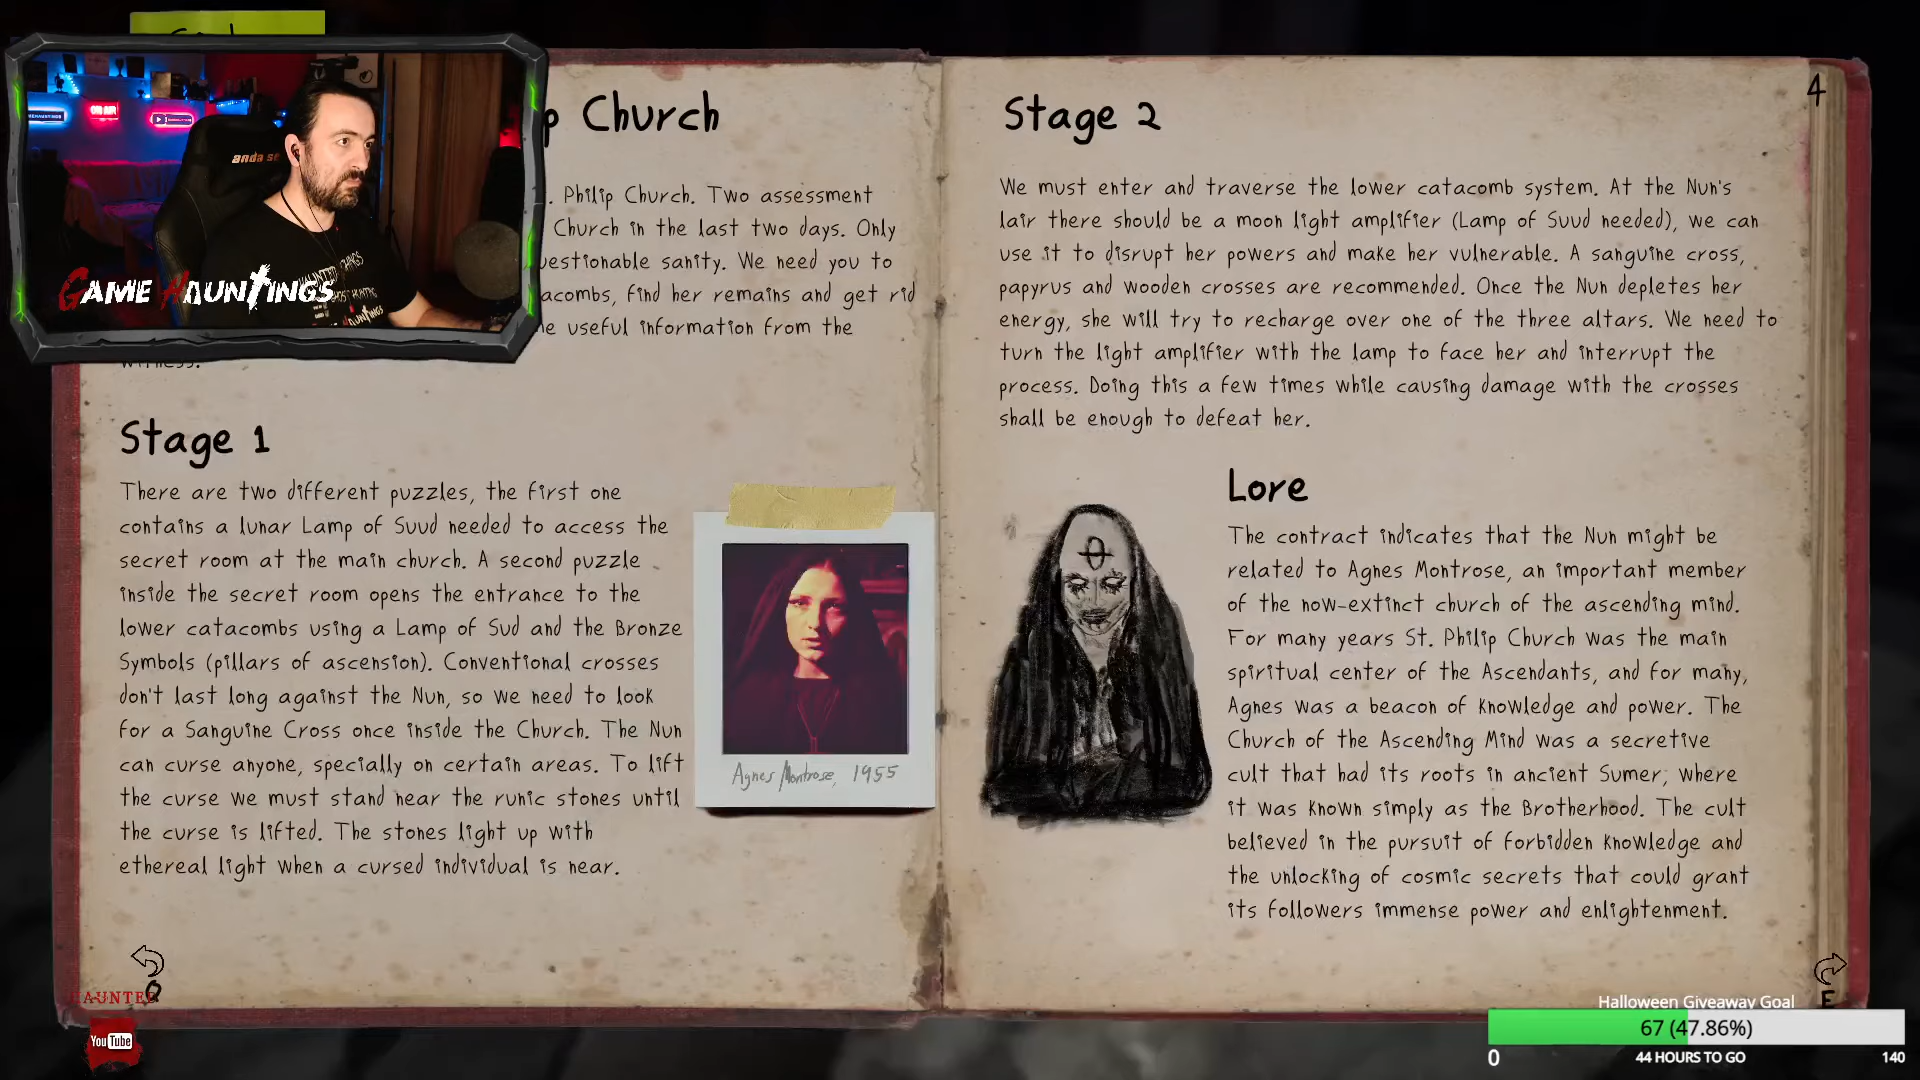 anda se
GAME HAUNTINGS
p Church
. Philip Church. Two assessment
Church in the last two days. Only
uestionable sanity. We need you to
acombs, find her remains and get rid
e useful information from the
witness.
Stage 1
There are two different puzzles, the first one
contains a lunar Lamp of Suud needed to access the
secret room at the main church. A second puzzle
inside the secret room opens the entrance to the
lower catacombs using a Lamp of Sud and the Bronze
Symbols (pillars of ascension). Conventional crosses
don't last long against the Nun, so we need to look
for a Sanguine Cross once inside the Church. The Nun
can curse anyone, specially on certain areas. To lift
the curse we must stand near the runic stones until
the curse is lifted. The stones light up with
ethereal light when a cursed individual is near.
Agnes Montrose, 1955
Q
HAUNTED
YouTube
4
Stage 2
We must enter and traverse the lower catacomb system. At the Nun's
lair there should be a moon light amplifier (Lamp of Suud needed), we can
use it to disrupt her powers and make her vulnerable. A sanguine cross,
papyrus and wooden crosses are recommended. Once the Nun depletes her
energy, she will try to recharge over one of the three altars. We need to
turn the light amplifier with the lamp to face her and interrupt the
process. Doing this a few times while causing damage with the crosses
shall be enough to defeat her.
Lore
The contract indicates that the Nun might be
related to Agnes Montrose, an important member
of the now-extinct church of the ascending mind.
For many years St. Philip Church was the main
spiritual center of the Ascendants, and for many,
Agnes was a beacon of knowledge and power. The
Church of the Ascending Mind was a secretive
cult that had its roots in ancient Sumer, where
it was known simply as the Brotherhood. The cult
believed in the pursuit of forbidden knowledge and
the unlocking of cosmic secrets that could grant
its followers immense power and enlightenment.
E
Halloween Giveaway Goal
67 (47.86%)
0 44 HOURS TO GO 140